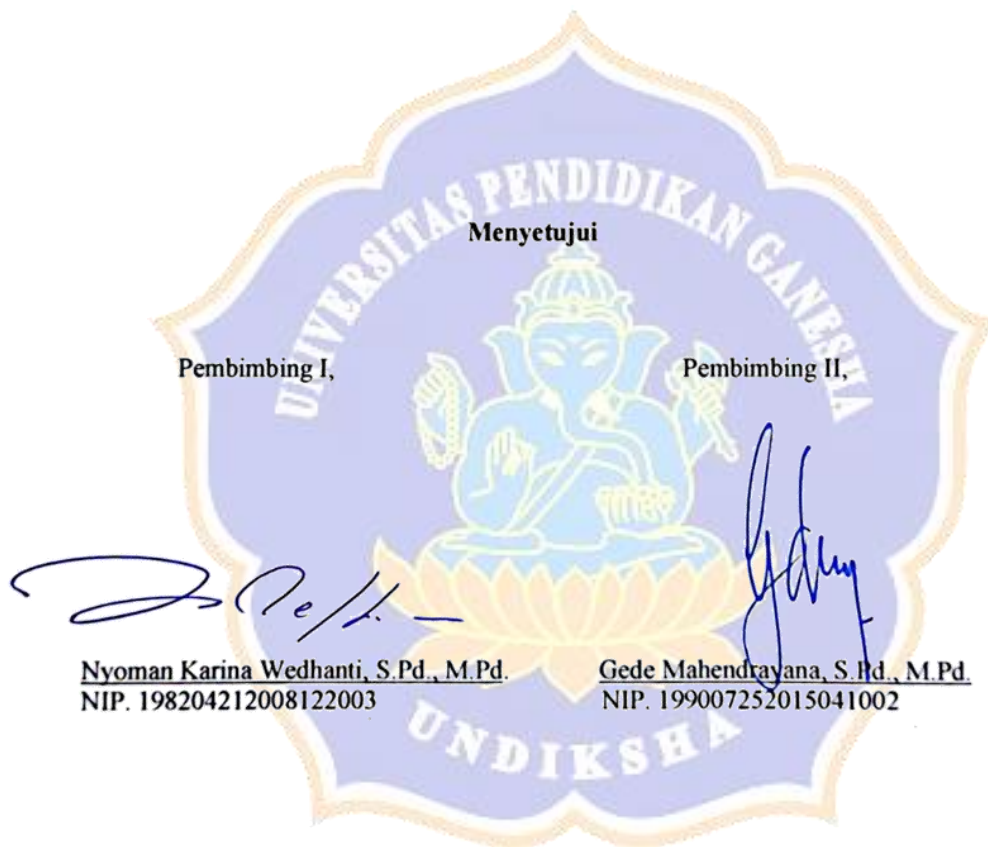 UNIVERSITAS PENDIDIKAN GANESHA
Menyetujui
Pembimbing I,
Pembimbing II,
Nyoman Karina Wedhanti, S.Pd., M.Pd.
NIP. 198204212008122003
Gede Mahendrayana, S.Pd., M.Pd.
NIP. 199007252015041002
UNDIKSHA